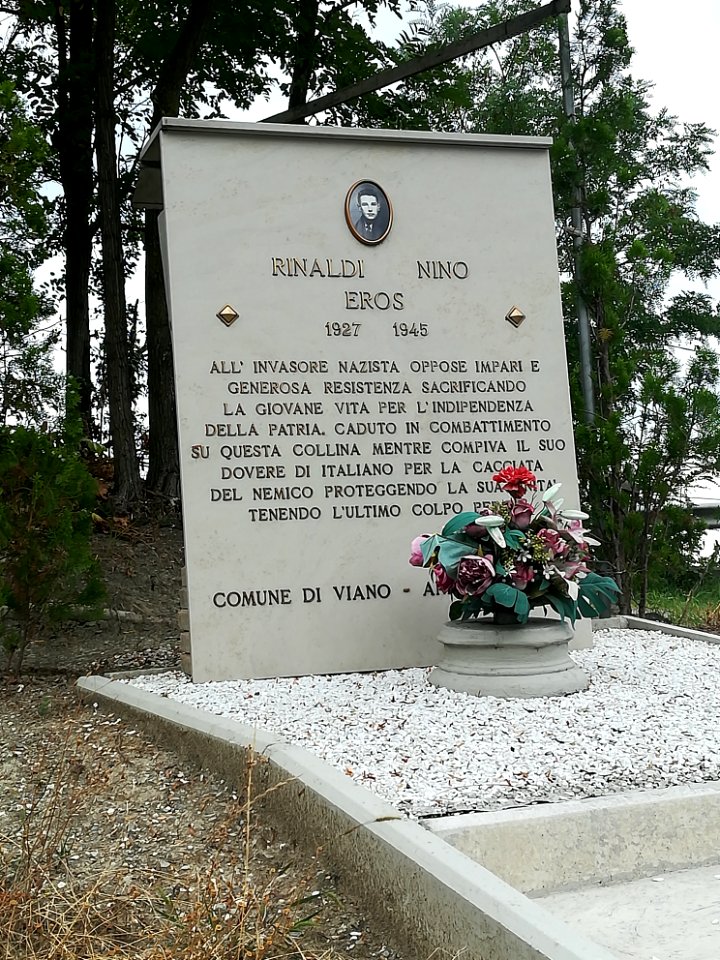 RINALDI NINO
EROS
1927 1945
ALL' INVASORE NAZISTA OPPOSE IMPARI E
GENEROSA RESISTENZA SACRIFICANDO
LA GIOVANE VITA PER L'INDIPENDENZA
DELLA PATRIA. CADUTO IN COMBATTIMENTO
SU QUESTA COLLINA MENTRE COMPIVA IL SUO
DOVERE DI ITALIANO PER LA CACCIATA
DEL NEMICO PROTEGGENDO LA SUA
TENENDO L'ULTIMO COLPO
COMUNE DI VIANO -